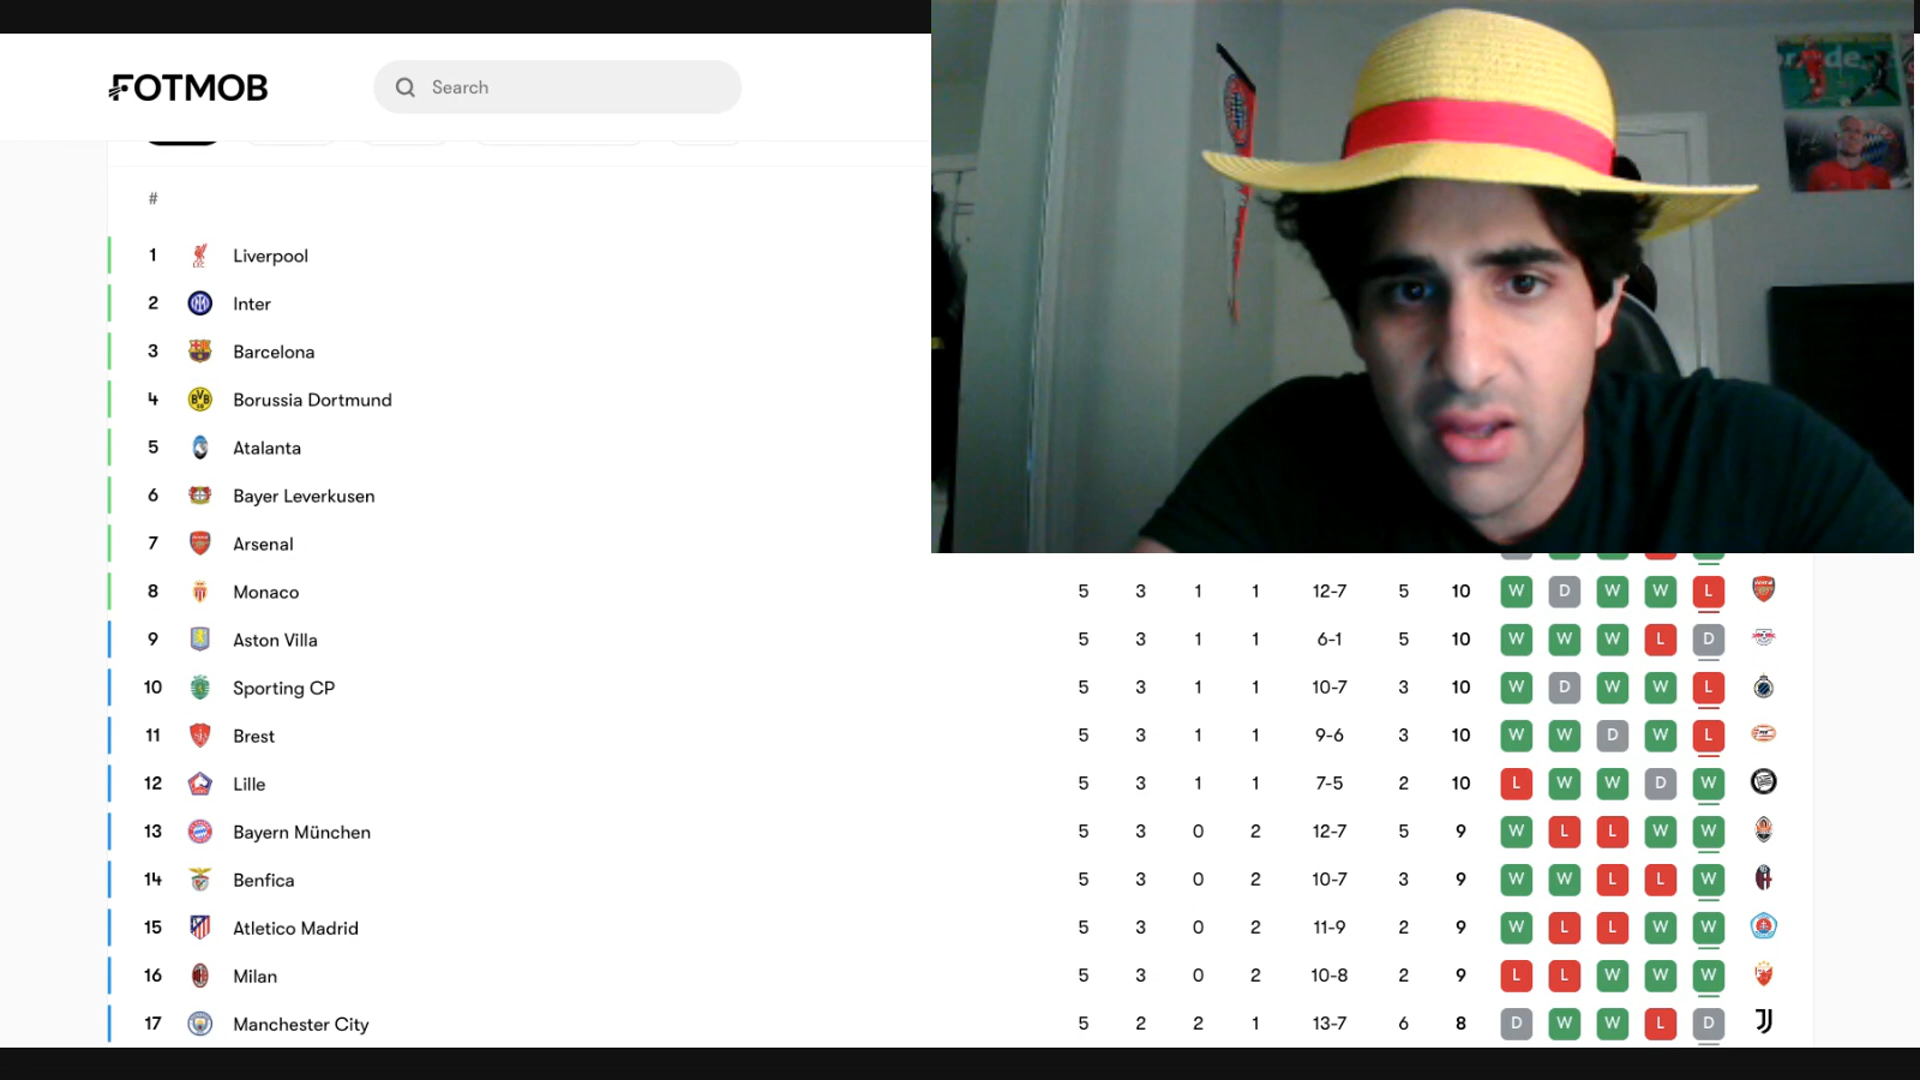 FOTMOB
Search
#
1 Liverpool
2 Inter
3 Barcelona
4 Borussia Dortmund
5 Atalanta
6 Bayer Leverkusen
7 Arsenal
8 Monaco 5 3 1 1 12-7 5 10 W D W W L
9 Aston Villa 5 3 1 1 6-1 5 10 W W W L D
10 Sporting CP 5 3 1 1 10-7 3 10 W D W W L
11 Brest 5 3 1 1 9-6 3 10 W W D W L
12 Lille 5 3 1 1 7-5 2 10 L W W D W
13 Bayern München 5 3 0 2 12-7 5 9 W L L W W
14 Benfica 5 3 0 2 10-7 3 9 W W L L W
15 Atletico Madrid 5 3 0 2 11-9 2 9 W L L W W
16 Milan 5 3 0 2 10-8 2 9 L L W W W
17 Manchester City 5 2 2 1 13-7 6 8 D W W L D